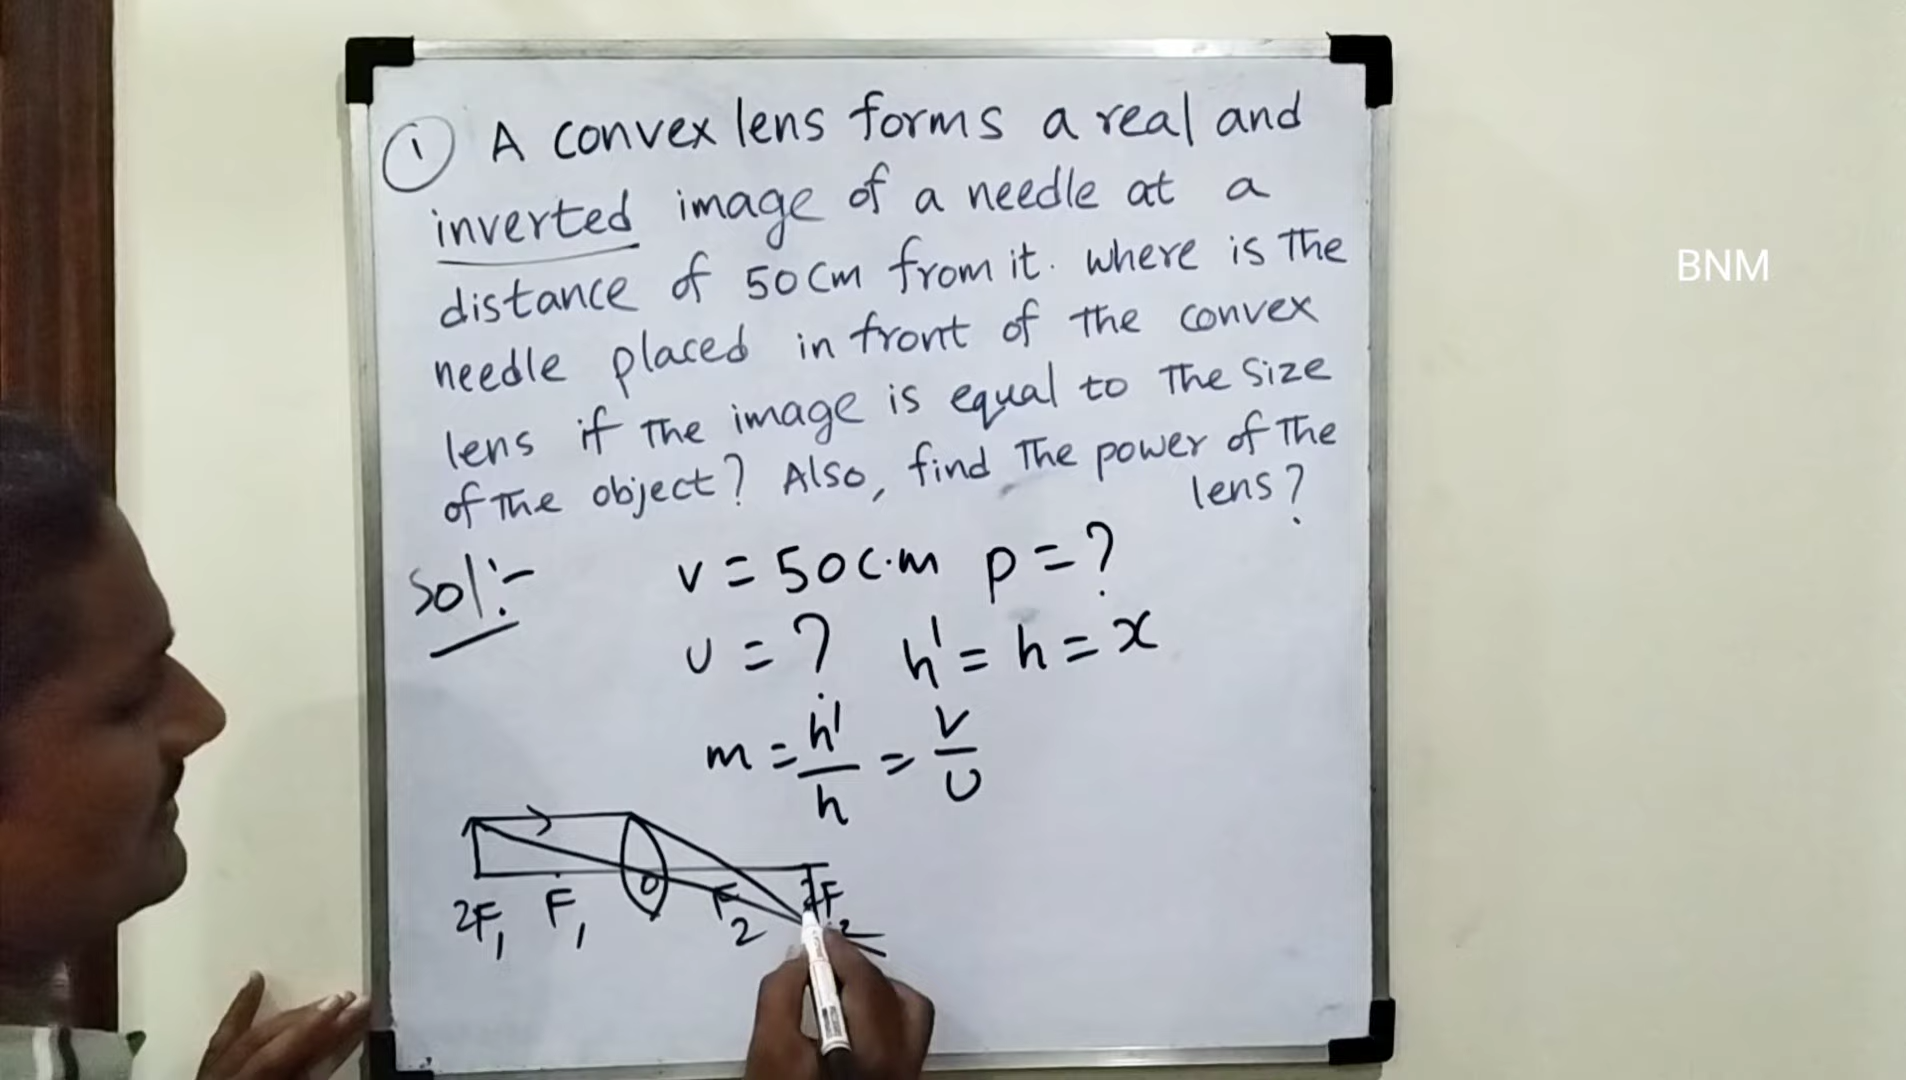 ① A convex lens forms a real and
inverted image of a needle at a
distance of 50cm from it. where is the
needle placed in front of the convex
lens if the image is equal to the size
of the object? Also, find the power of the
lens?
Sol:-
v = 50c.m p = ?
u = ? h' = h = x
m = h'/h = v/u
2F₁ F₁ O F₂ 2F₂
BNM